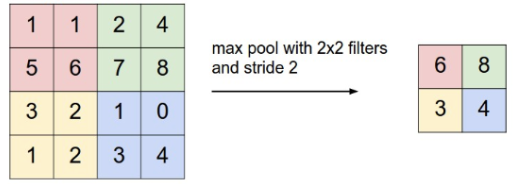 1 1 2 4
5 6 7 8
3 2 1 0
1 2 3 4
max pool with 2x2 filters
and stride 2
6 8
3 4